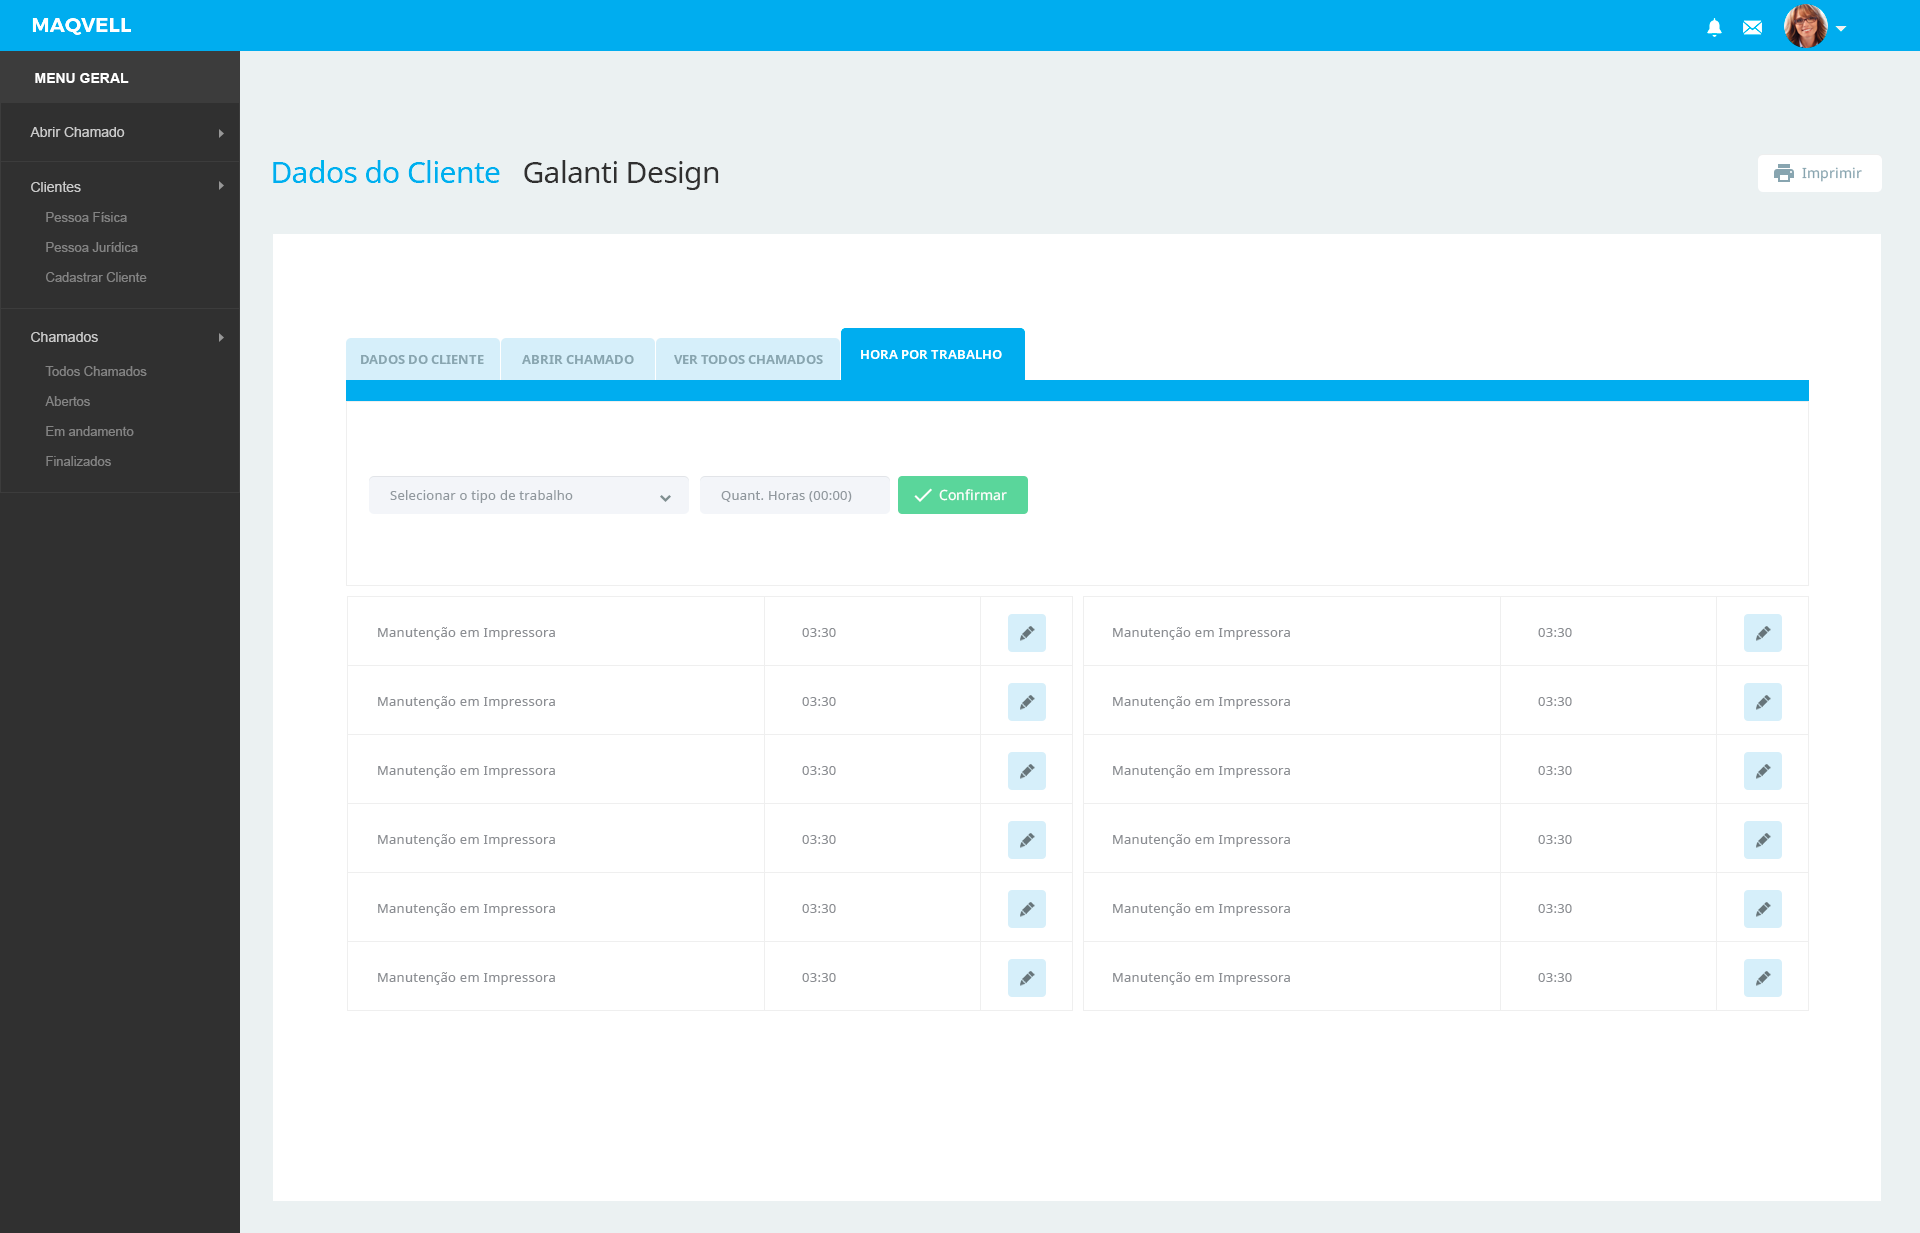 MAQVELL
MENU GERAL
Abrir Chamado
Clientes
Pessoa Física
Pessoa Jurídica
Cadastrar Cliente
Chamados
Todos Chamados
Abertos
Em andamento
Finalizados
Dados do Cliente Galanti Design
Imprimir
DADOS DO CLIENTE ABRIR CHAMADO VER TODOS CHAMADOS HORA POR TRABALHO
Selecionar o tipo de trabalho Quant. Horas (00:00) Confirmar
Manutenção em Impressora 03:30 Manutenção em Impressora 03:30
Manutenção em Impressora 03:30 Manutenção em Impressora 03:30
Manutenção em Impressora 03:30 Manutenção em Impressora 03:30
Manutenção em Impressora 03:30 Manutenção em Impressora 03:30
Manutenção em Impressora 03:30 Manutenção em Impressora 03:30
Manutenção em Impressora 03:30 Manutenção em Impressora 03:30